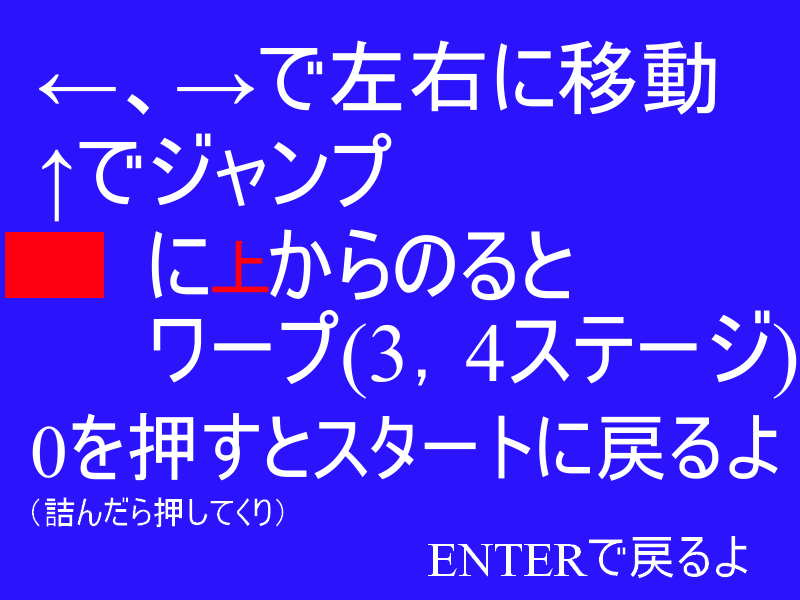 ←、→で左右に移動
↑でジャンプ
に上からのると
ワープ(3，4ステージ)
0を押すとスタートに戻るよ
（詰んだら押してくり）
ENTERで戻るよ